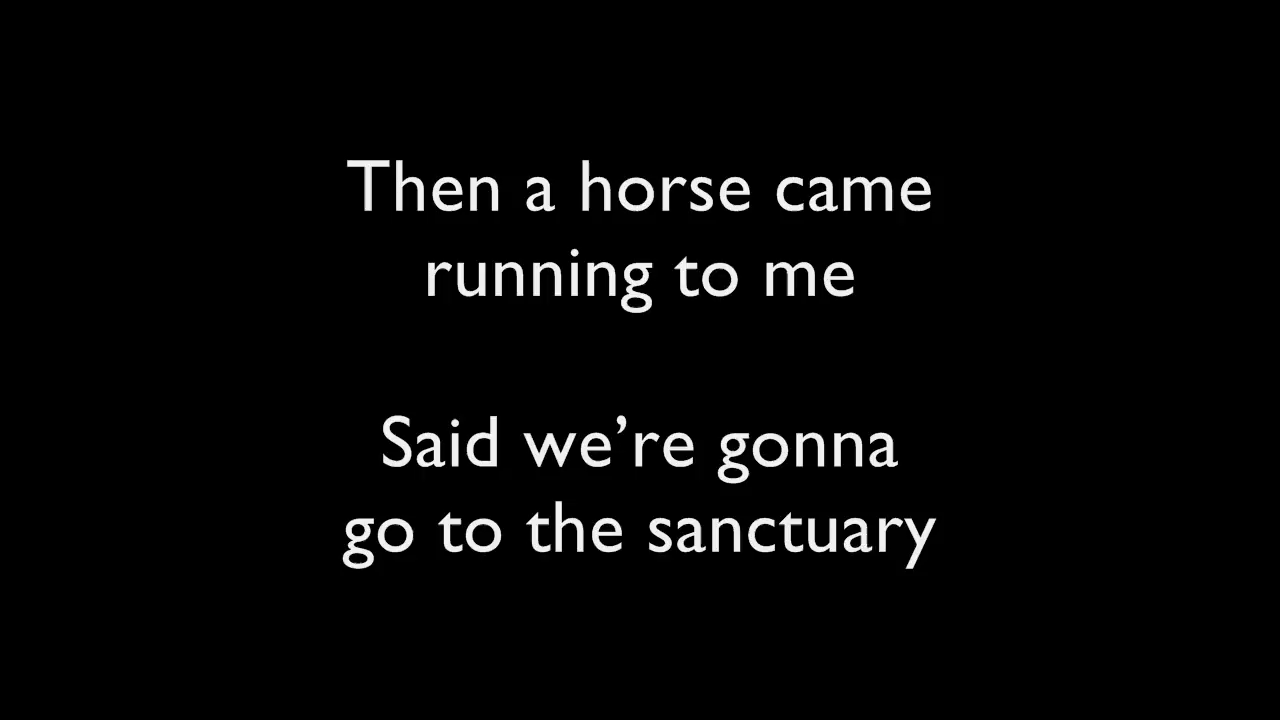 Then a horse came
running to me
Said we’re gonna
go to the sanctuary